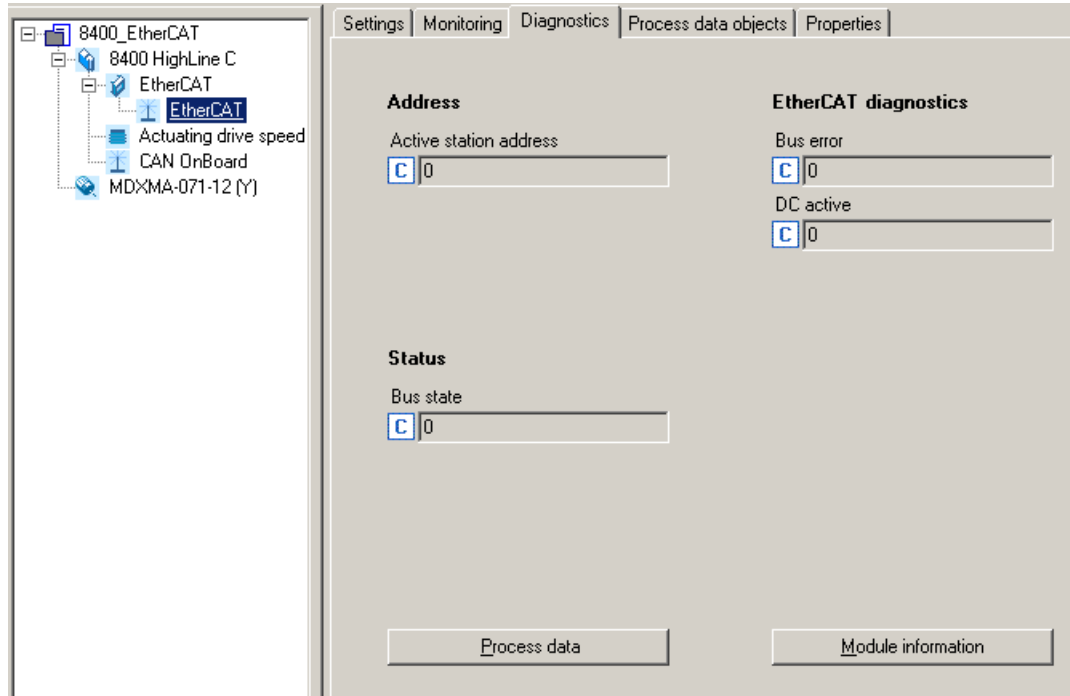 8400_EtherCAT
8400 HighLine C
EtherCAT
EtherCAT
Actuating drive speed
CAN OnBoard
MDXMA-071-12 (Y)
Settings Monitoring Diagnostics Process data objects Properties
Address
Active station address
C 0
EtherCAT diagnostics
Bus error
C 0
DC active
C 0
Status
Bus state
C 0
Process data
Module information